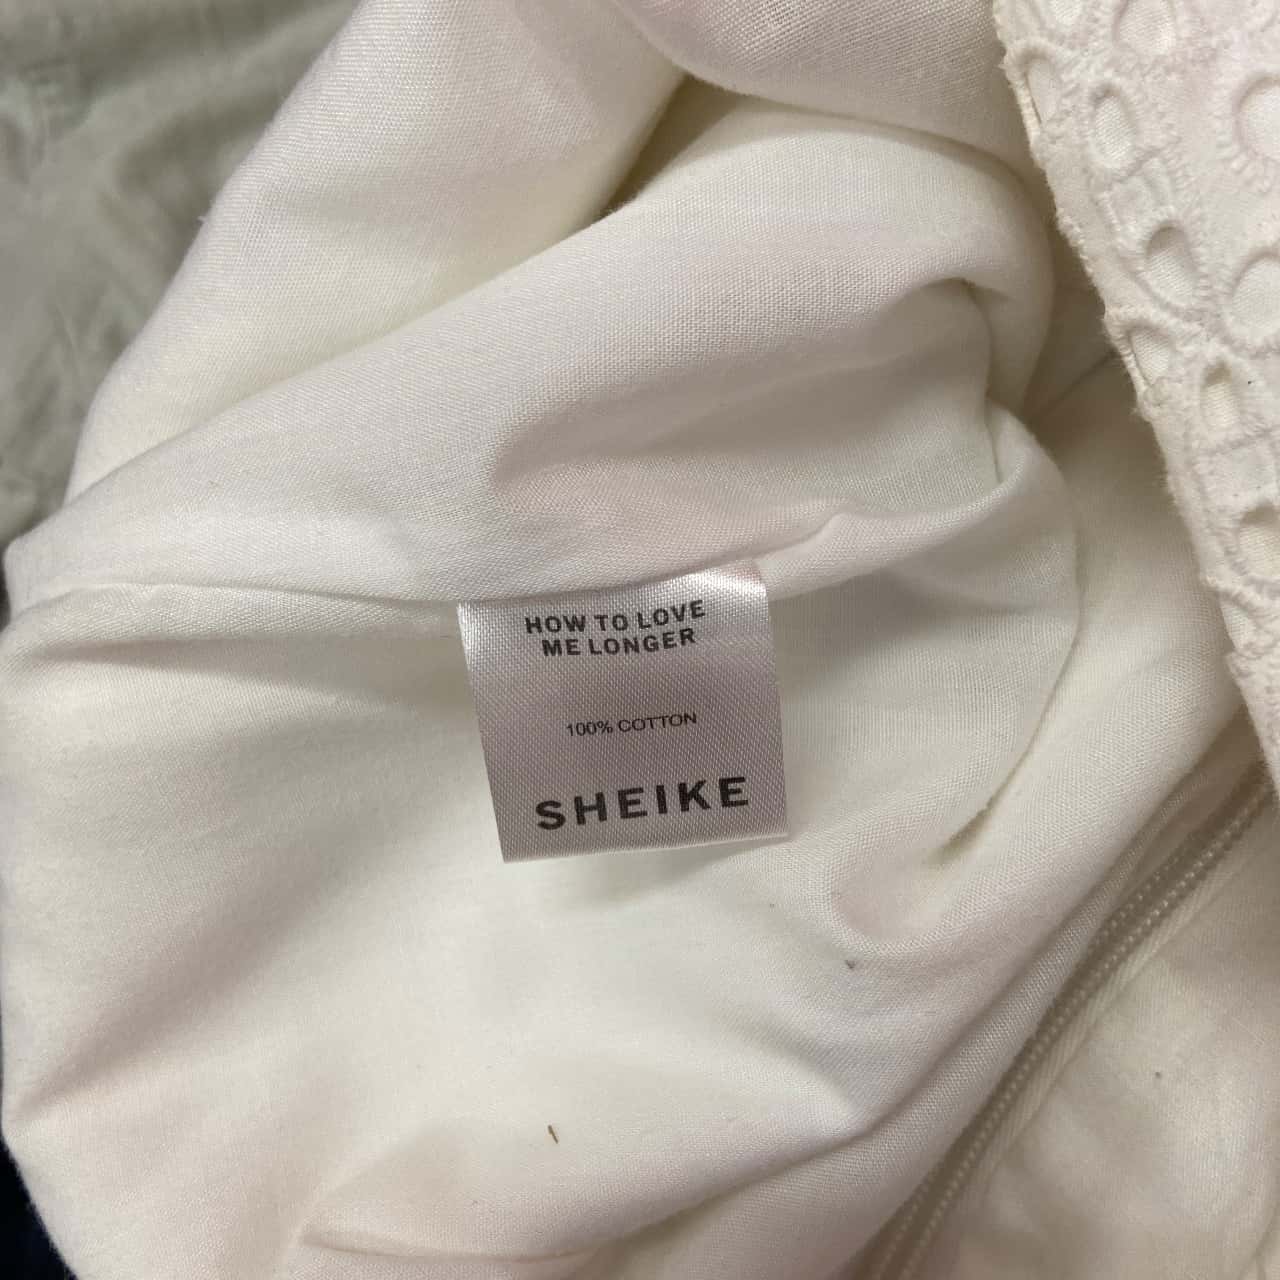 HOW TO LOVE
ME LONGER
100% COTTON
SHEIKE